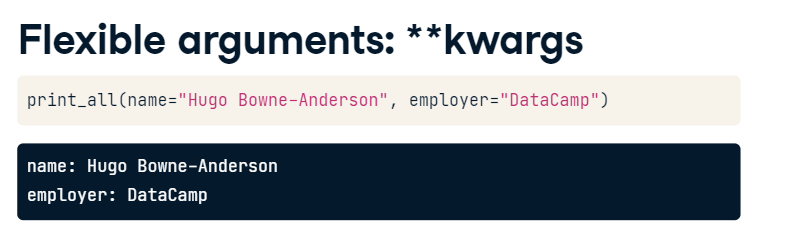 Flexible arguments: **kwargs
print_all(name="Hugo Bowne-Anderson", employer="DataCamp")
name: Hugo Bowne-Anderson
employer: DataCamp